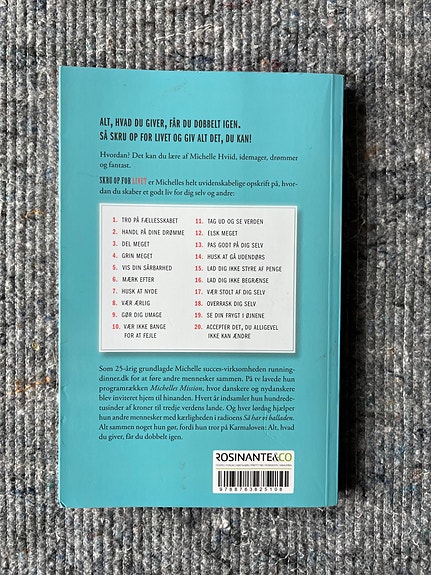 ALT, HVAD DU GIVER, FÅR DU DOBBELT IGEN.
SÅ SKRU OP FOR LIVET OG GIV ALT DET, DU KAN!
Hvordan? Det kan du lære af Michelle Hviid, idemager, drømmer
og fantast.
SKRU OP FOR LIVET er Michelles helt uvidenskabelige opskrift på, hvor-
dan du skaber et godt liv for dig selv og andre:
1. TRO PÅ FÆLLESSKABET
2. HANDL PÅ DINE DRØMME
3. DEL MEGET
4. GRIN MEGET
5. VIS DIN SÅRBARHED
6. MÆRK EFTER
7. HUSK AT NYDE
8. VÆR ÆRLIG
9. GØR DIG UMAGE
10. VÆR IKKE BANGE
FOR AT FEJLE
11. TAG UD OG SE VERDEN
12. ELSK MEGET
13. PAS GODT PÅ DIG SELV
14. HUSK AT GÅ UDENDØRS
15. LAD DIG IKKE STYRE AF PENGE
16. LAD DIG IKKE BEGRÆNSE
17. VÆR STOLT AF DIG SELV
18. OVERRASK DIG SELV
19. SE DIN FRYGT I ØJNENE
20. ACCEPTER DET, DU ALLIGEVEL
IKKE KAN ÆNDRE
Som 25-årig grundlagde Michelle succes-virksomheden running-
dinner.dk for at føre andre mennesker sammen. På tv lavede hun
programrækken Michelles Mission, hvor danskere og nydanskere
blev inviteret hjem til hinanden. Hvert år indsamler hun hundrede-
tusinder af kroner til tredje verdens lande. Og hver lørdag hjælper
hun andre mennesker med kærligheden i radioens Så har vi balladen.
Alt sammen noget hun gør, fordi hun tror på Karmaloven: Alt, hvad
du giver, får du dobbelt igen.
ROSINANTE&CO
9788763825108